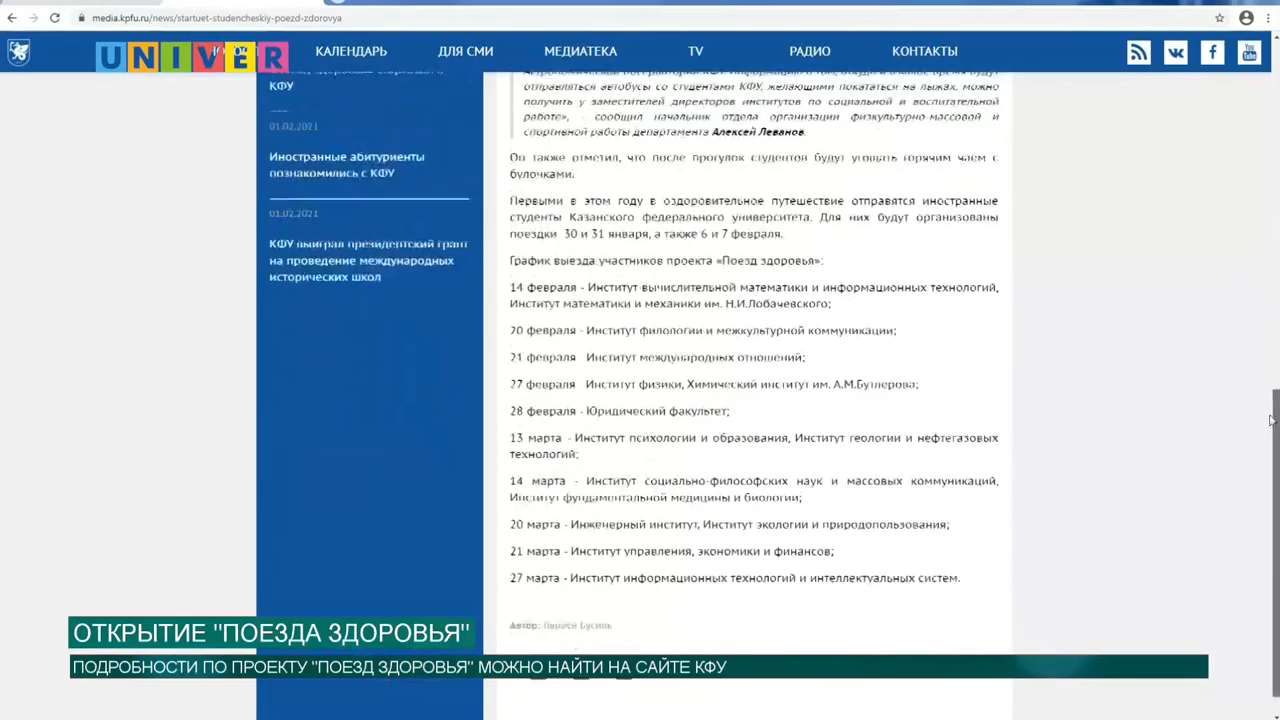 media.kpfu.ru/news/startuet-studencheskiy-poezd-zdorovya
UNIVER
КАЛЕНДАРЬ
ДЛЯ СМИ
МЕДИАТЕКА
TV
РАДИО
КОНТАКТЫ
You
Tube
КФУ
01.02.2021
Иностранные абитуриенты
познакомились с КФУ
01.02.2021
КФУ выиграл президентский грант
на проведение международных
исторических школ
отправляться автобусы со студентами КФУ, желающими покататься на лыжах, можно
получить у заместителей директоров институтов по социальной и воспитательной
работе», - сообщил начальник отдела организации физкультурно-массовой и
спортивной работы департамента Алексей Леванов.
Он также отметил, что после прогулок студентов будут угощать горячим чаем с
булочками.
Первыми в этом году в оздоровительное путешествие отправятся иностранные
студенты Казанского федерального университета. Для них будут организованы
поездки 30 и 31 января, а также 6 и 7 февраля.
График выезда участников проекта «Поезд здоровья»:
14 февраля - Институт вычислительной математики и информационных технологий,
Институт математики и механики им. Н.И.Лобачевского;
20 февраля - Институт филологии и межкультурной коммуникации;
21 февраля Институт международных отношений;
27 февраля Институт физики, Химический институт им. А.М.Бутлерова;
28 февраля - Юридический факультет;
13 марта - Институт психологии и образования, Институт геологии и нефтегазовых
технологий;
14 марта - Институт социально-философских наук и массовых коммуникаций,
Институт фундаментальной медицины и биологии;
20 марта - Инженерный институт, Институт экологии и природопользования;
21 марта - Институт управления, экономики и финансов;
27 марта - Институт информационных технологий и интеллектуальных систем.
Автор: Лариса Бусиль
ОТКРЫТИЕ "ПОЕЗДА ЗДОРОВЬЯ"
ПОДРОБНОСТИ ПО ПРОЕКТУ "ПОЕЗД ЗДОРОВЬЯ" МОЖНО НАЙТИ НА САЙТЕ КФУ